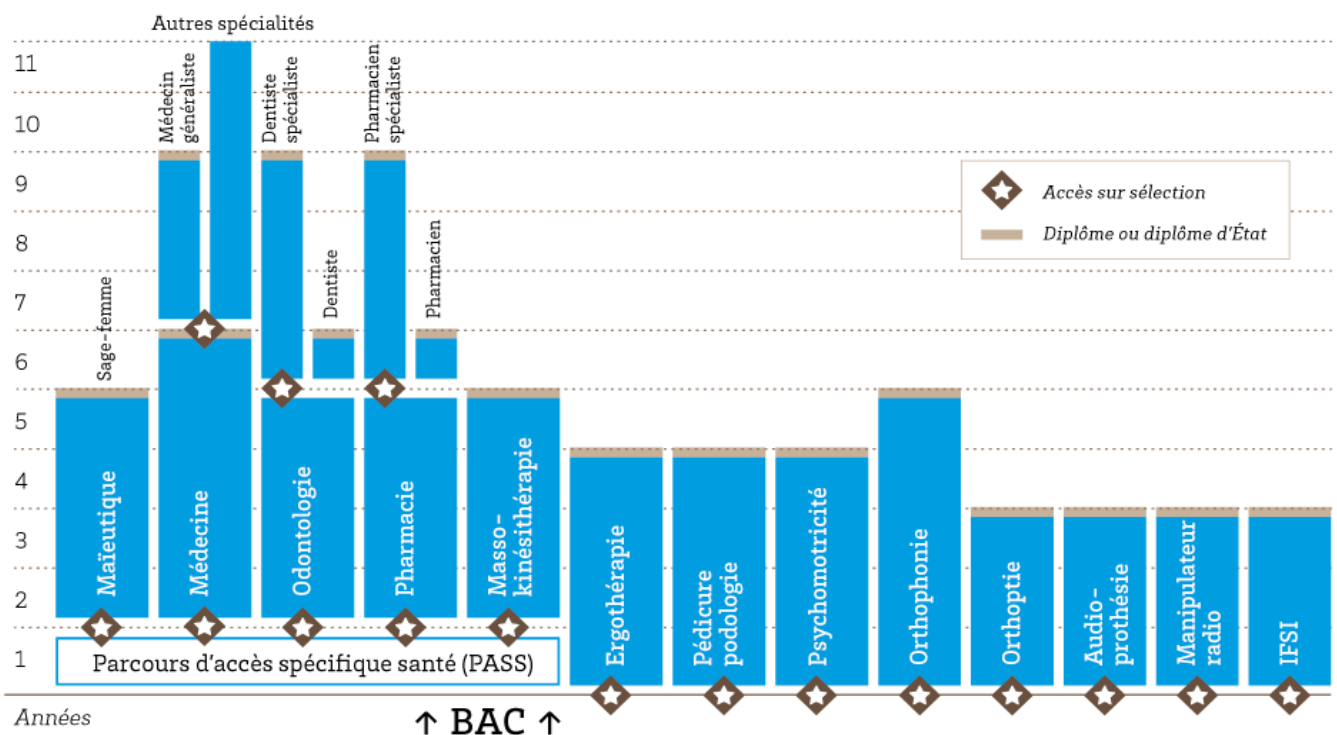 Autres spécialités
11
10
9
8
7
6
5
4
3
2
1
Médecin
généraliste
Dentiste
spécialiste
Pharmacien
spécialiste
Sage-femme
Dentiste
Pharmacien
Accès sur sélection
Diplôme ou diplôme d'État
Maïeutique
Médecine
Odontologie
Pharmacie
Masso-
kinésithérapie
Ergothérapie
Pédicure
podologie
Psychomotricité
Orthophonie
Orthoptie
Audio-
prothésie
Manipulateur
radio
IFSI
Parcours d'accès spécifique santé (PASS)
Années
↑ BAC ↑